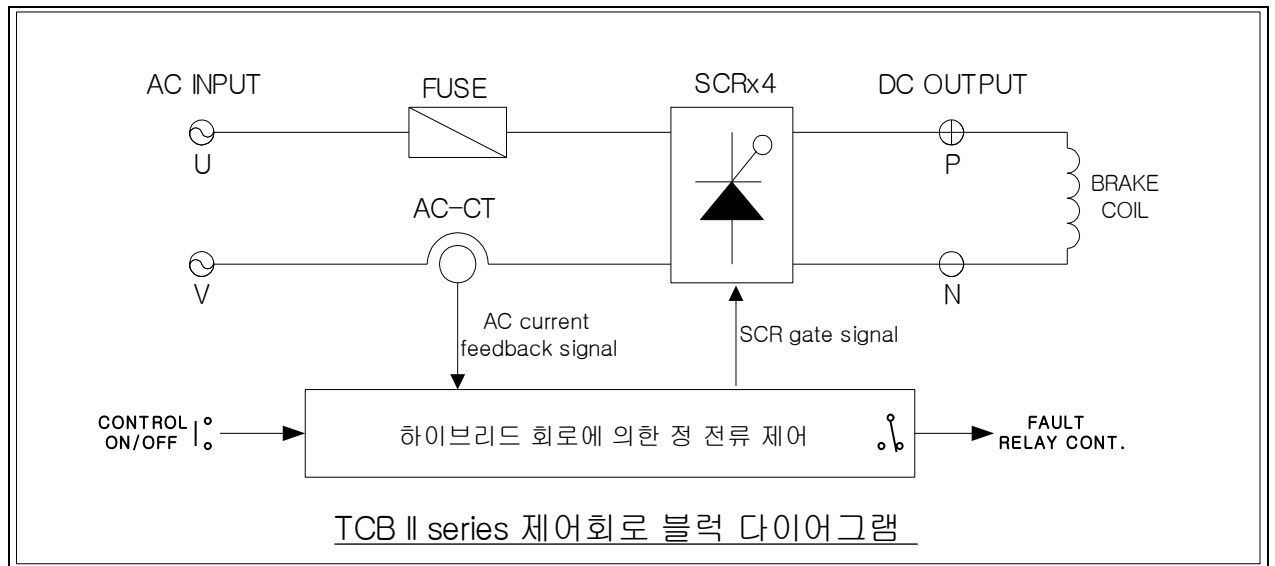 AC INPUT
FUSE
SCRx4
DC OUTPUT
U
P
BRAKE
COIL
AC-CT
V
N
AC current
feedback signal
SCR gate signal
CONTROL
ON/OFF
하이브리드 회로에 의한 정 전류 제어
FAULT
RELAY CONT.
TCB II series 제어회로 블럭 다이어그램